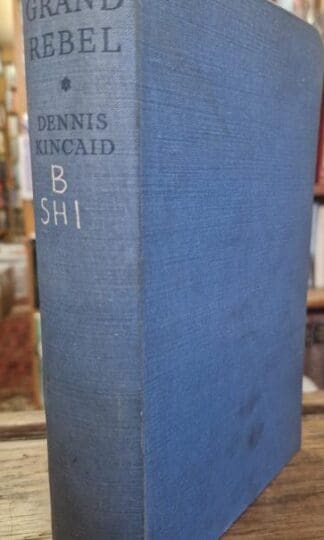 GRAND
REBEL
*
DENNIS
KINCAID
B
SHI